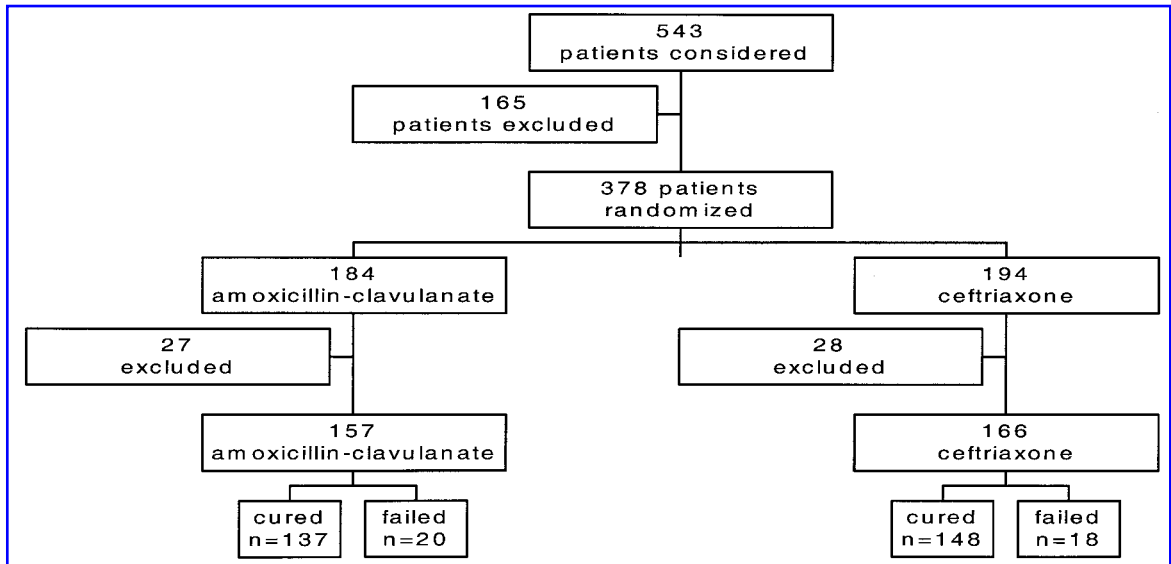 543
patients considered
165
patients excluded
378 patients
randomized
184
amoxicillin-clavulanate
194
ceftriaxone
27
excluded
28
excluded
157
amoxicillin-clavulanate
166
ceftriaxone
cured
n=137
failed
n=20
cured
n=148
failed
n=18